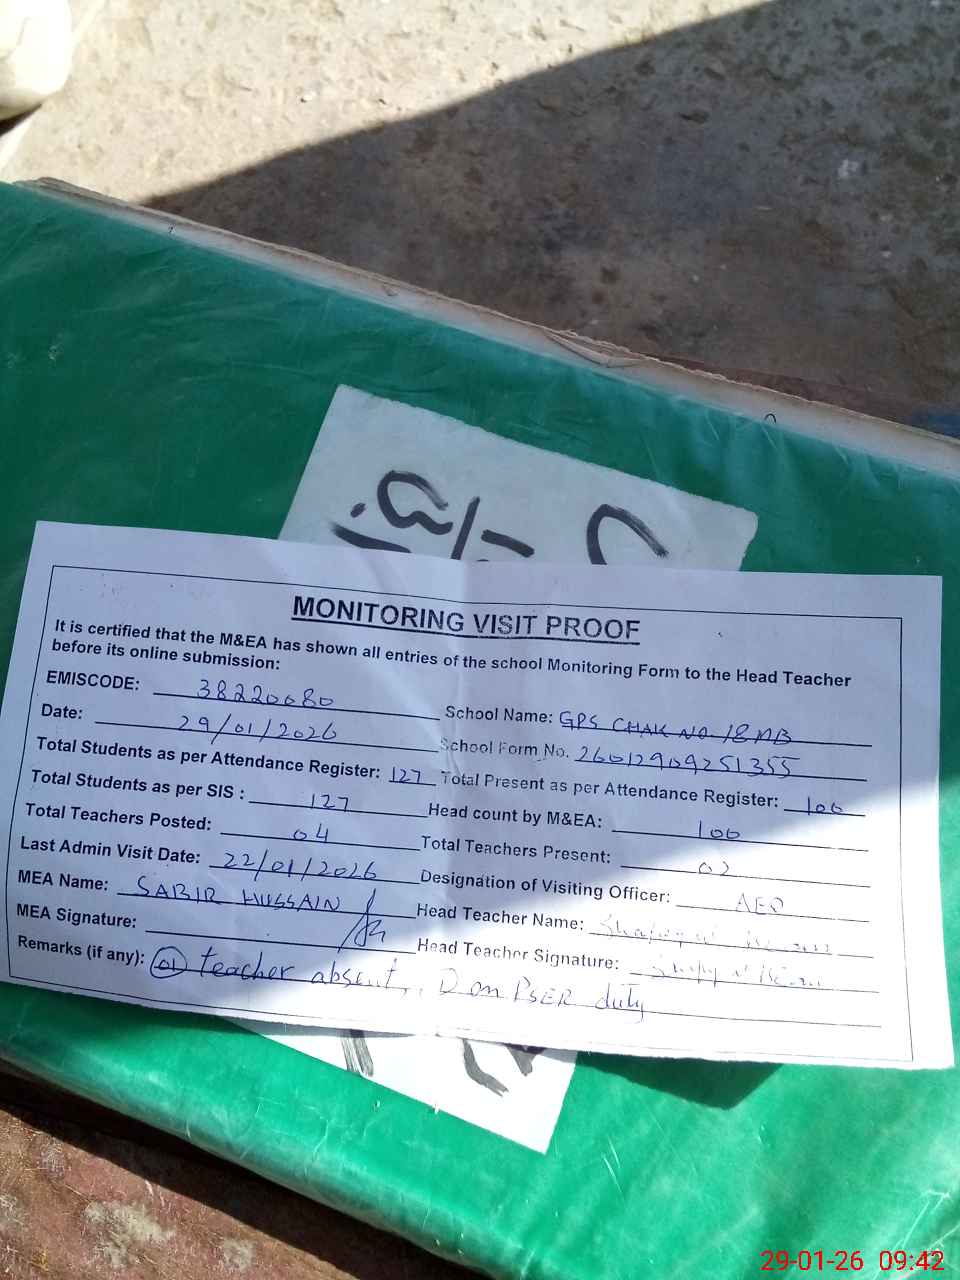 MONITORING VISIT PROOF
It is certified that the M&EA has shown all entries of the school Monitoring Form to the Head Teacher
before its online submission:
EMISCODE: 38220080 School Name: GPS CHAK NO. 18 MB
Date: 29/01/2026 School Form No. 26012909251355
Total Students as per Attendance Register: 127 Total Present as per Attendance Register: 100
Total Students as per SIS : 127 Head count by M&EA: 100
Total Teachers Posted: 04 Total Teachers Present: 02
Last Admin Visit Date: 22/01/2026 Designation of Visiting Officer: AEO
MEA Name: SABIR HUSSAIN Head Teacher Name:
MEA Signature: Head Teacher Signature:
Remarks (if any): 01 teacher absent, on PSER duty
29-01-26 09:42